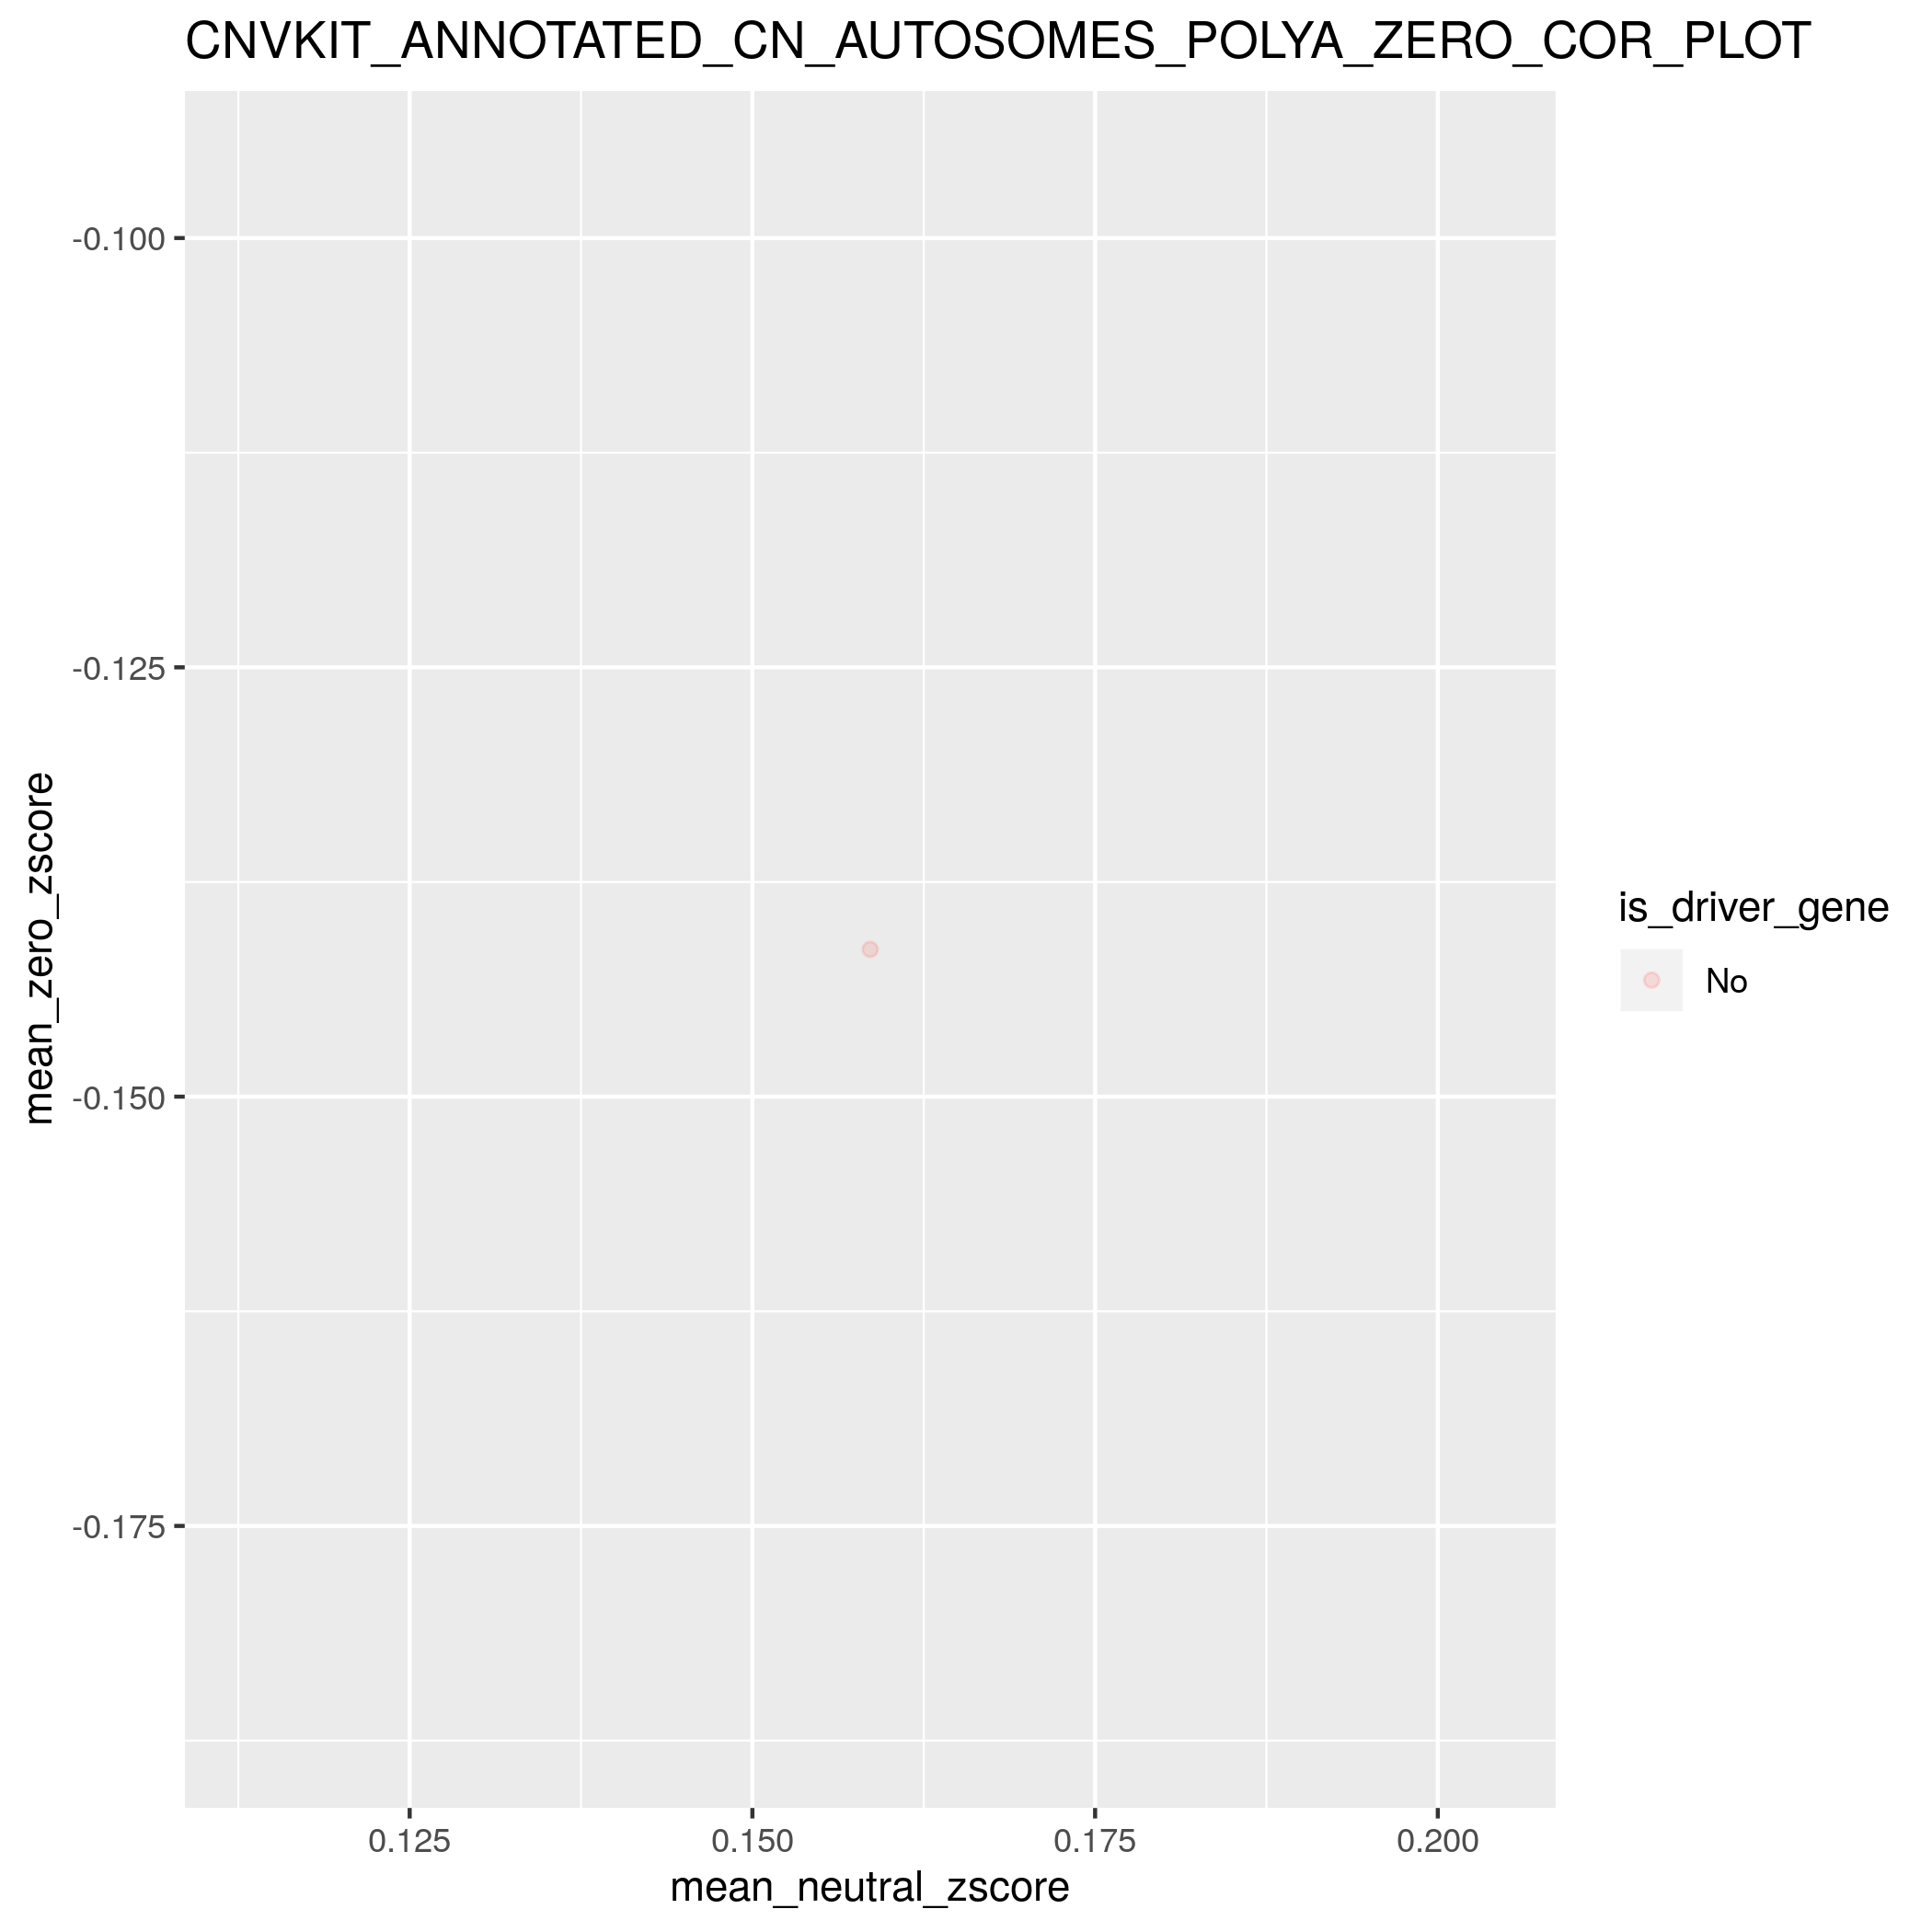 CNVKIT_ANNOTATED_CN_AUTOSOMES_POLYA_ZERO_COR_PLOT
mean_zero_zscore
-0.100
-0.125
-0.150
-0.175
0.125 0.150 0.175 0.200
mean_neutral_zscore
is_driver_gene
No